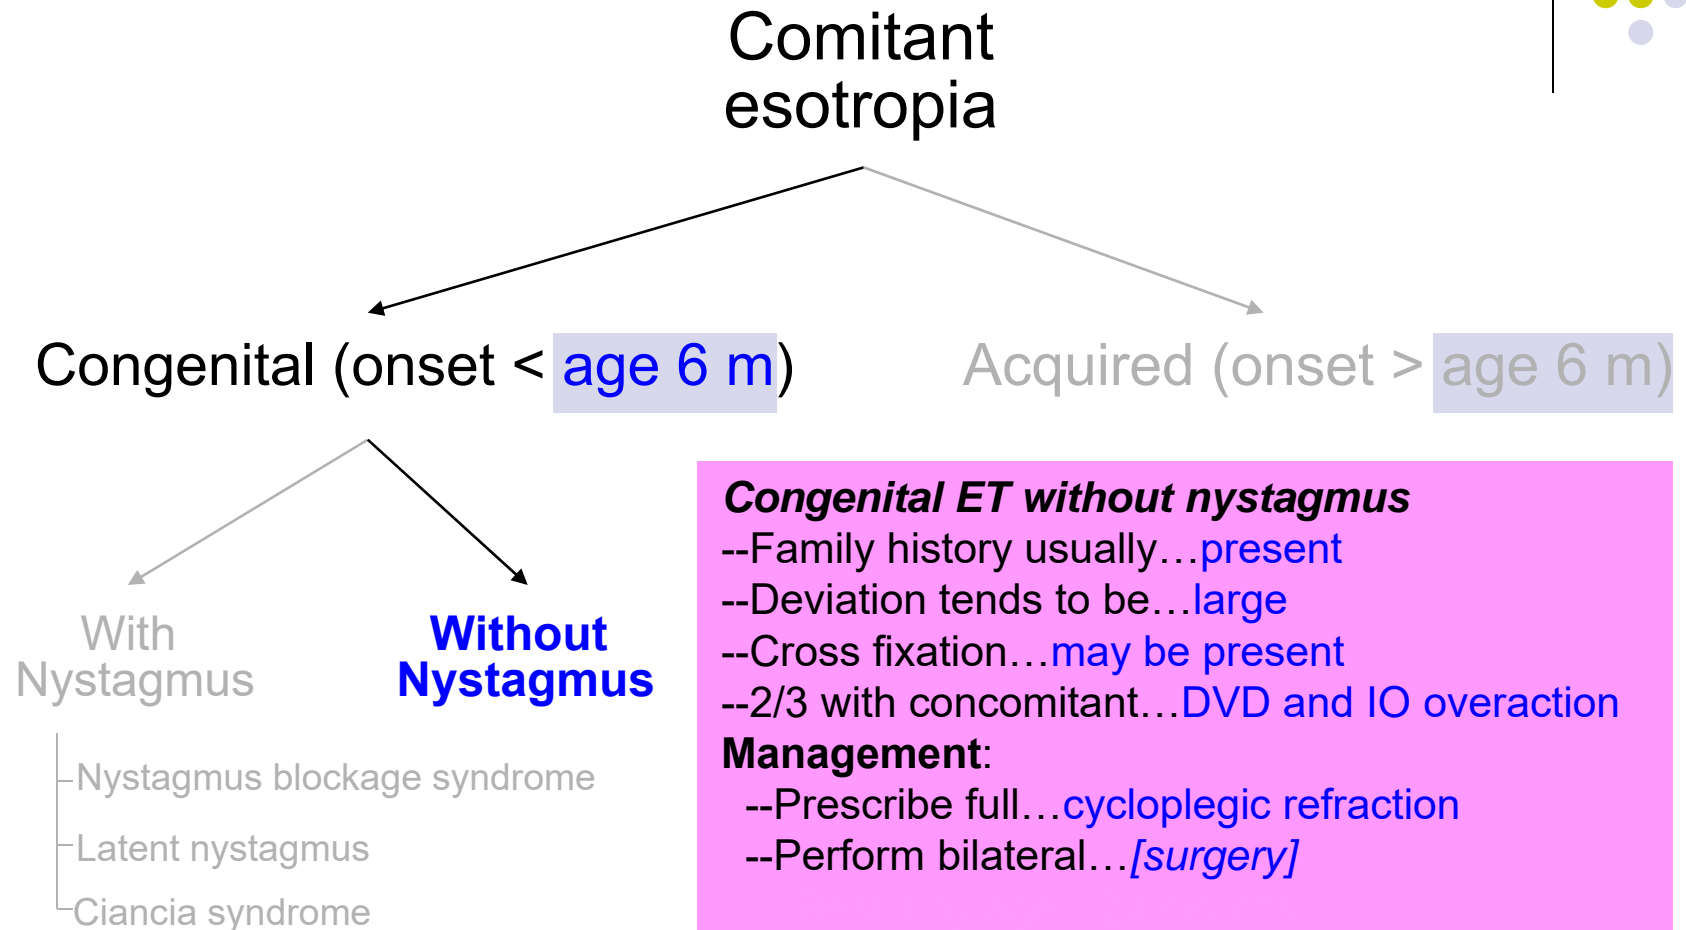 Comitant
esotropia
Congenital (onset < age 6 m)
Acquired (onset > age 6 m)
With
Nystagmus
Without
Nystagmus
Nystagmus blockage syndrome
Latent nystagmus
Ciancia syndrome
Congenital ET without nystagmus
--Family history usually…present
--Deviation tends to be…large
--Cross fixation…may be present
--2/3 with concomitant…DVD and IO overaction
Management:
--Prescribe full…cycloplegic refraction
--Perform bilateral…[surgery]